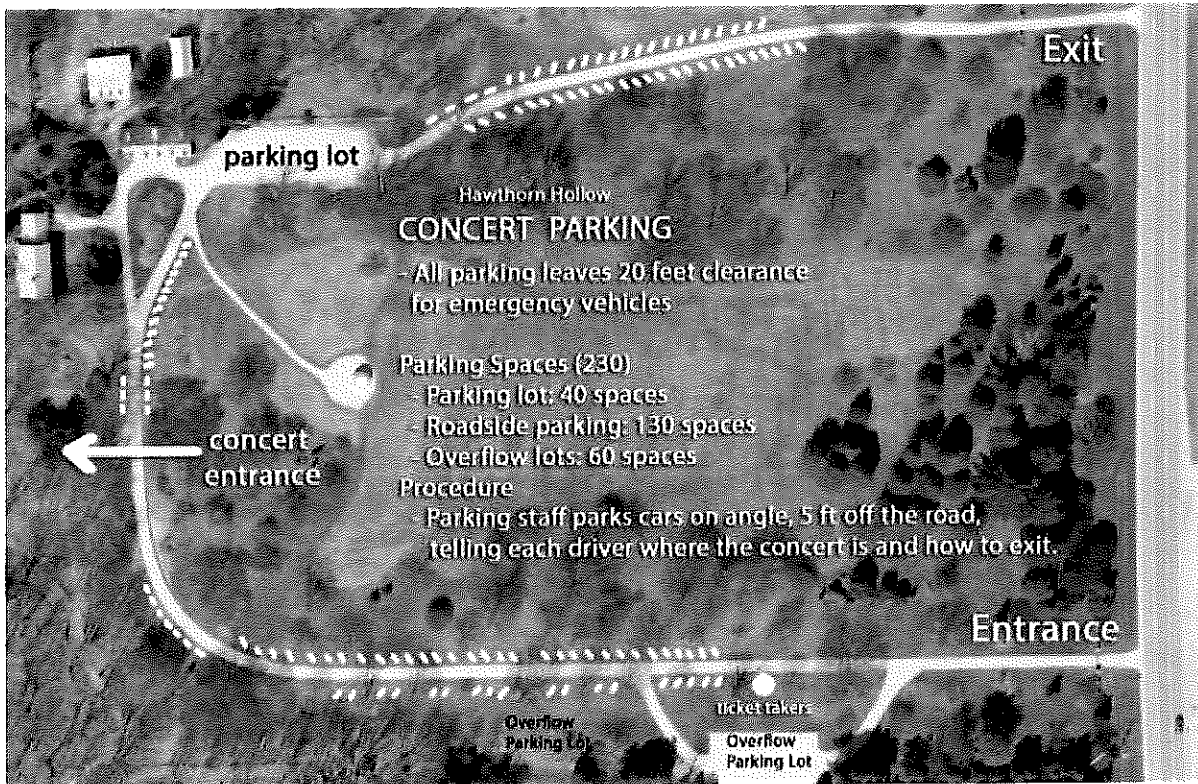 Exit
parking lot
Hawthorn Hollow
CONCERT PARKING
- All parking leaves 20 feet clearance
for emergency vehicles
Parking Spaces (230)
- Parking lot: 40 spaces
- Roadside parking: 130 spaces
- Overflow lots: 60 spaces
Procedure
- Parking staff parks cars on angle, 5 ft off the road,
telling each driver where the concert is and how to exit.
concert
entrance
Entrance
ticket takers
Overflow
Parking Lot
Overflow
Parking Lot